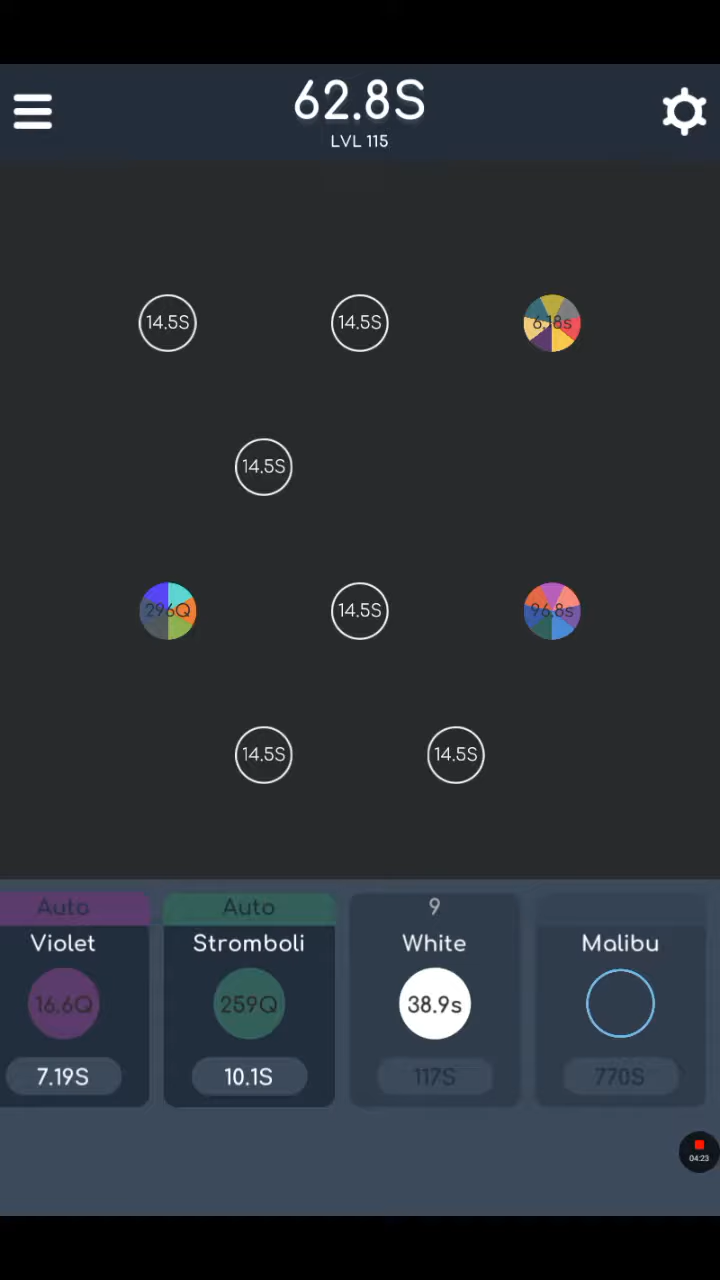 62.8S
LVL 115
14.5S 14.5S 6.18s
14.5S
296Q 14.5S 96.8s
14.5S 14.5S
Auto Auto 9
Violet Stromboli White Malibu
16.6Q 259Q 38.9s
7.19S 10.1S 117S 770S
04:23